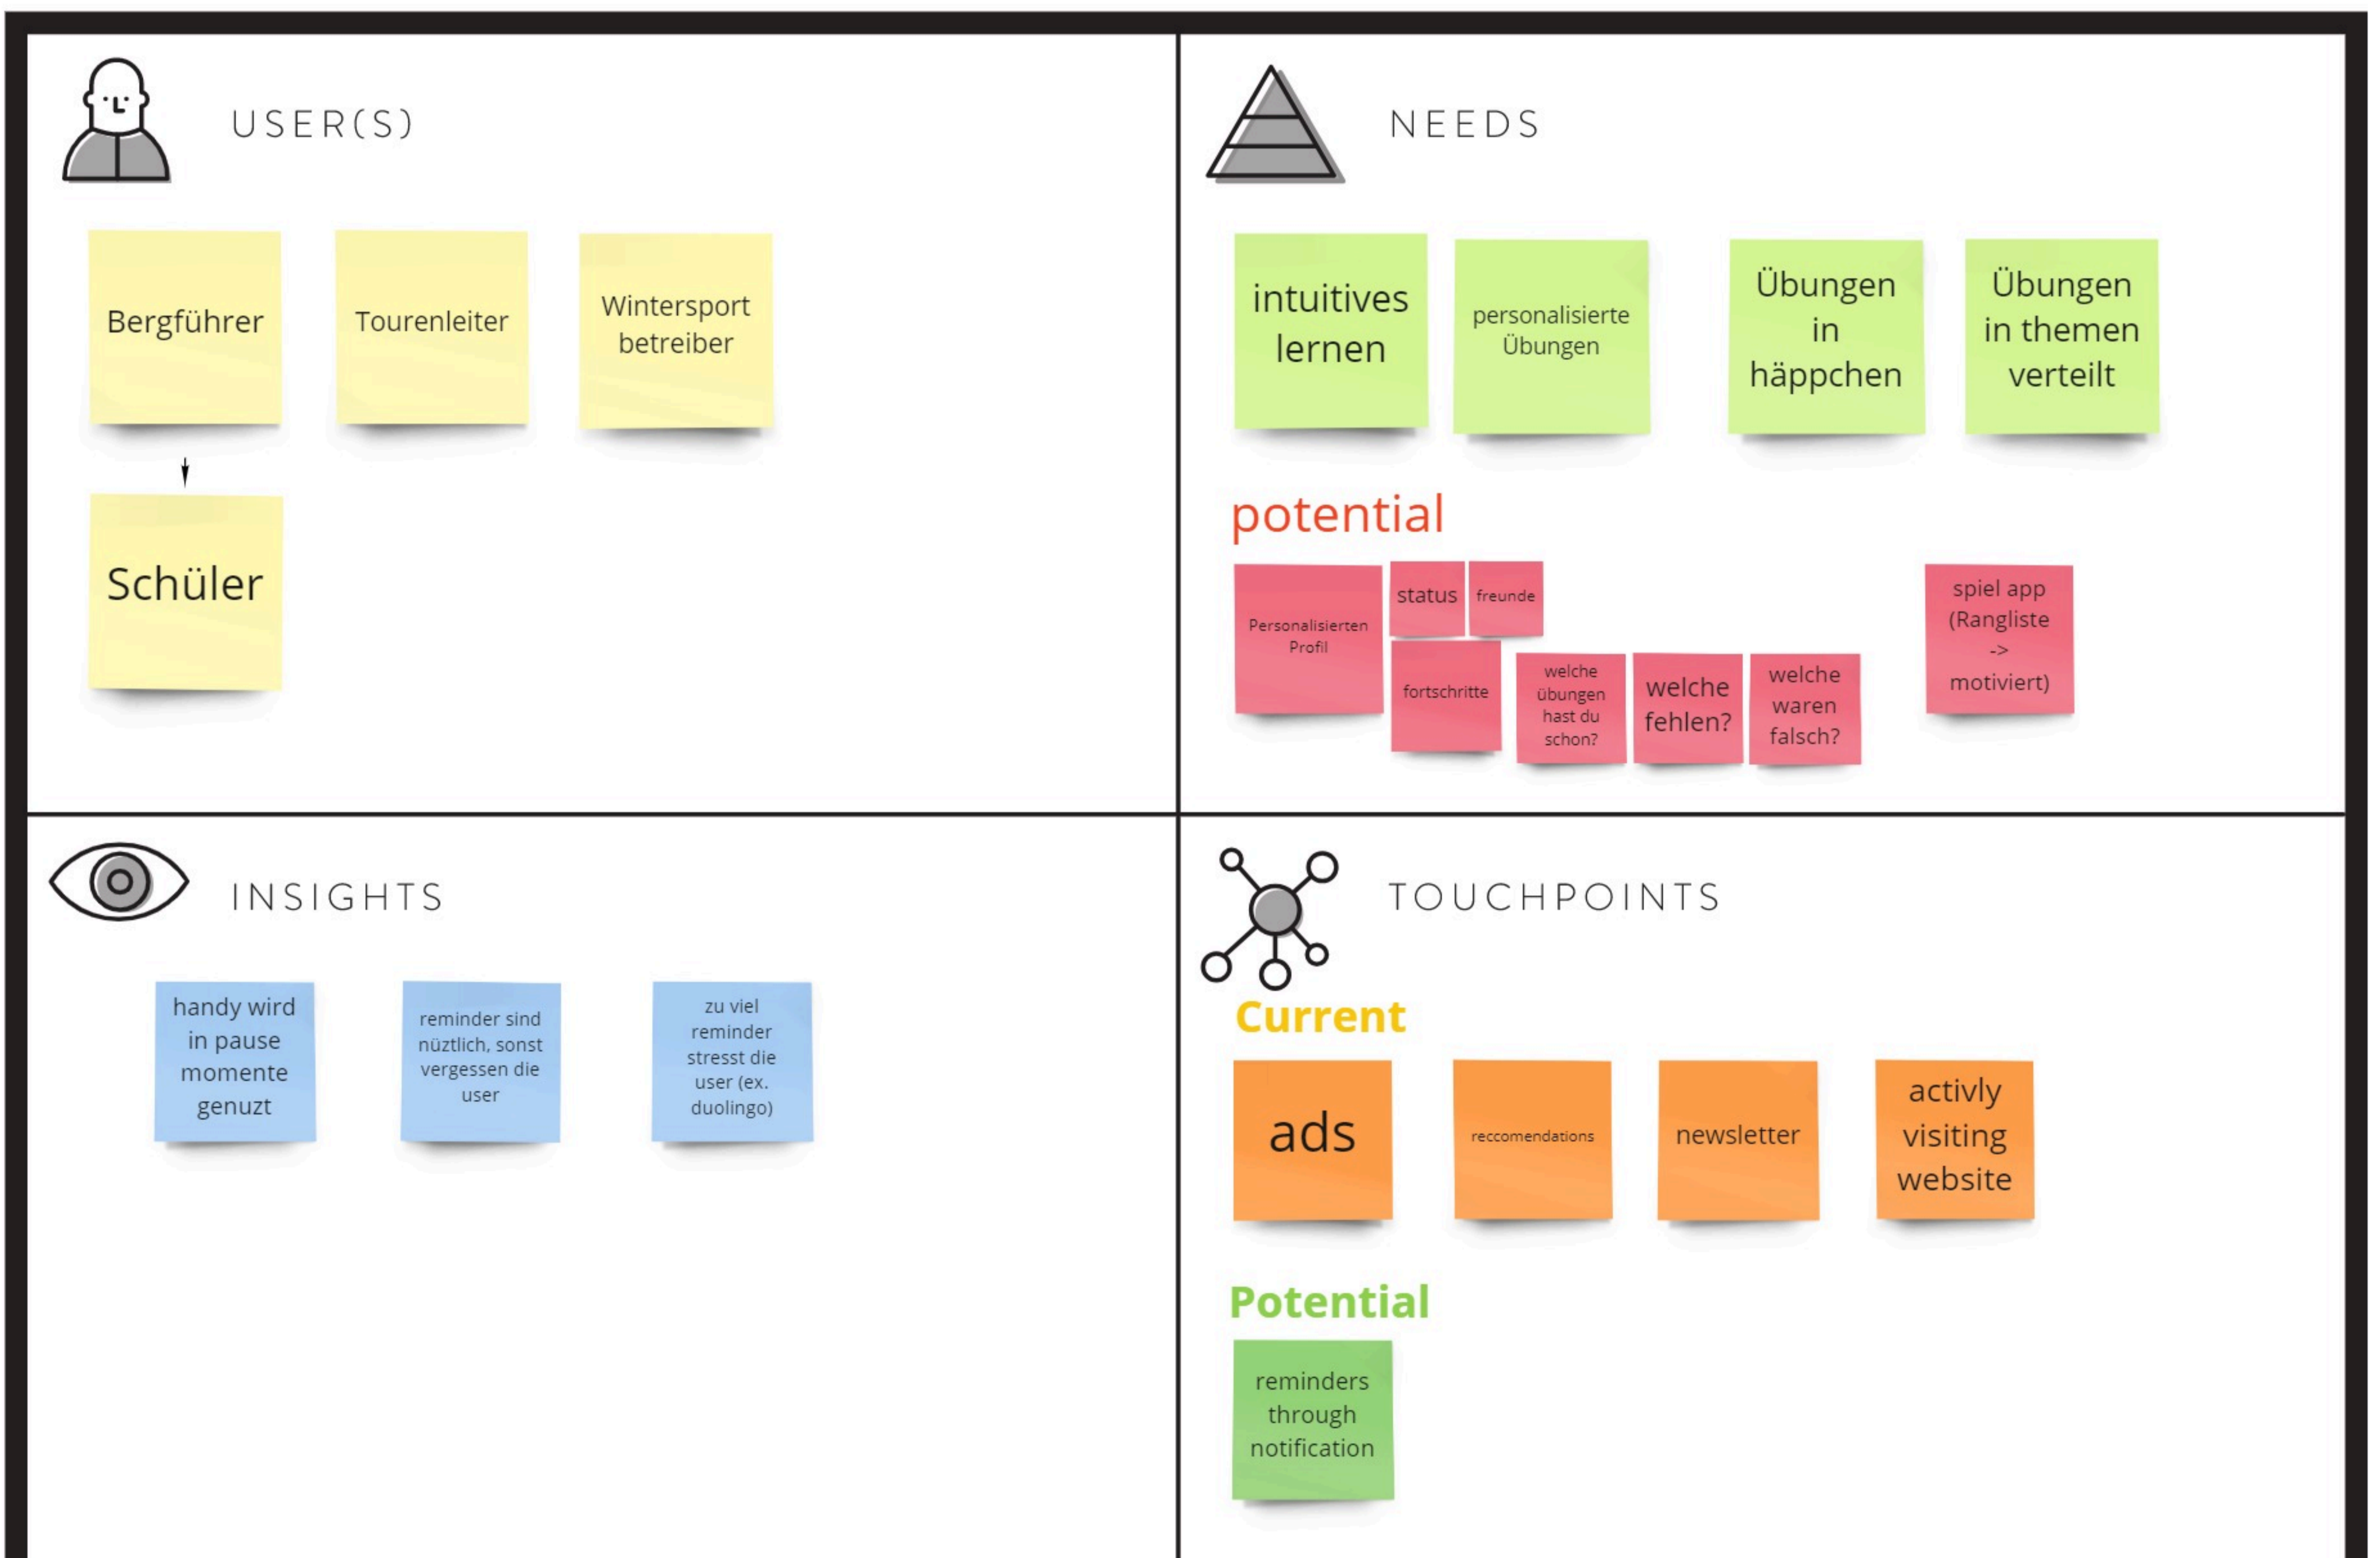 USER(S)
Bergführer
Tourenleiter
Wintersport
betreiber
Schüler
NEEDS
intuitives
lernen
personalisierte
Übungen
Übungen
in
häppchen
Übungen
in themen
verteilt
potential
Personalisierten
Profil
status
freunde
fortschritte
welche
übungen
hast du
schon?
welche
fehlen?
welche
waren
falsch?
spiel app
(Rangliste
->
motiviert)
INSIGHTS
handy wird
in pause
momente
genuzt
reminder sind
nüztlich, sonst
vergessen die
user
zu viel
reminder
stresst die
user (ex.
duolingo)
TOUCHPOINTS
Current
ads
reccomendations
newsletter
activly
visiting
website
Potential
reminders
through
notification